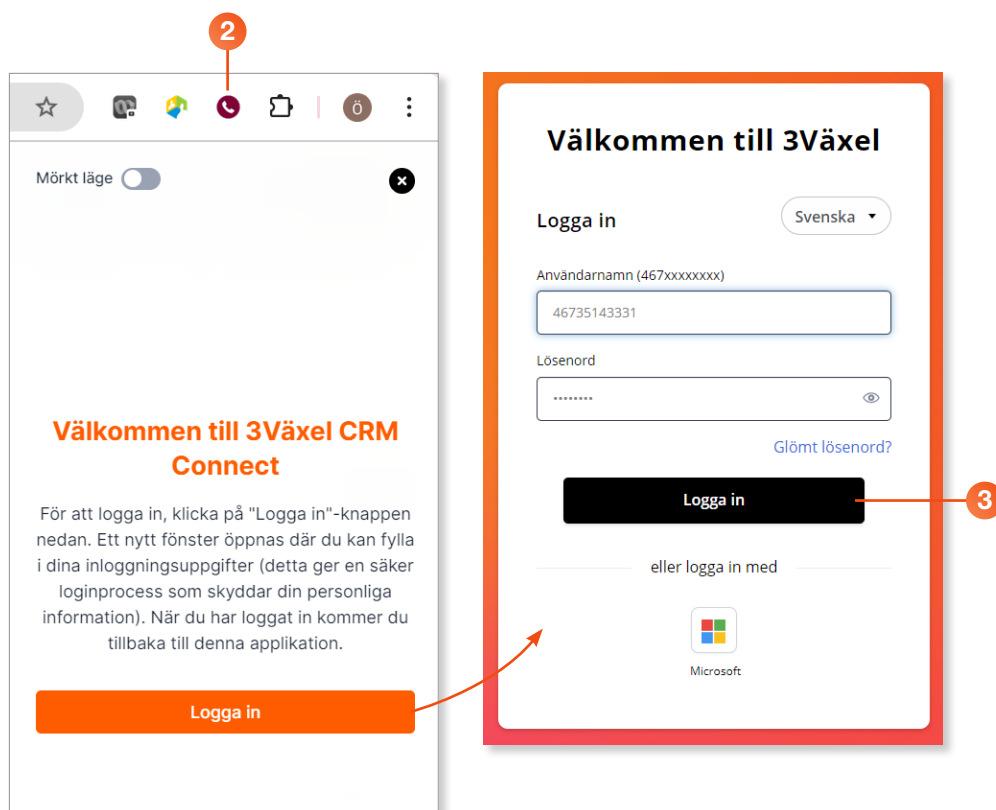 2
ö
Mörkt läge
Välkommen till 3Växel CRM
Connect
För att logga in, klicka på "Logga in"-knappen
nedan. Ett nytt fönster öppnas där du kan fylla
i dina inloggningsuppgifter (detta ger en säker
loginprocess som skyddar din personliga
information). När du har loggat in kommer du
tillbaka till denna applikation.
Logga in
Välkommen till 3Växel
Logga in
Svenska
Användarnamn (467xxxxxxxx)
46735143331
Lösenord
••••••••
Glömt lösenord?
Logga in
3
eller logga in med
Microsoft